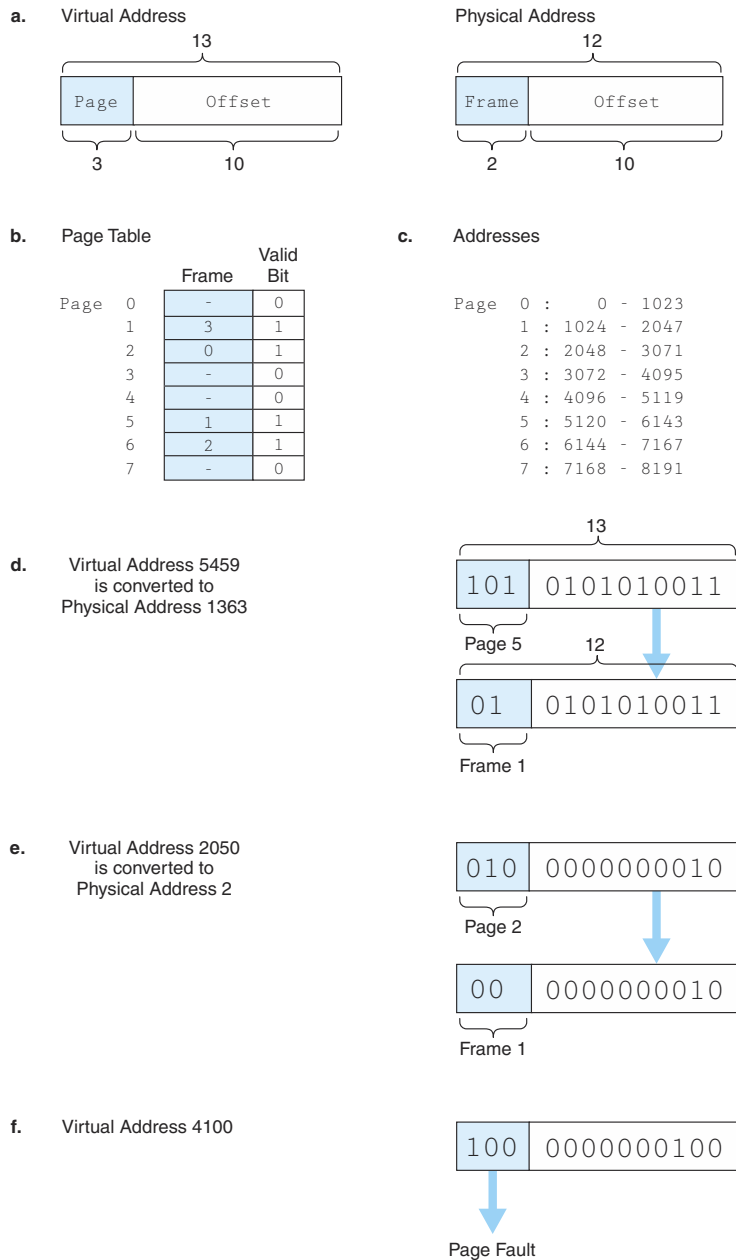 a. Virtual Address
13
Page Offset
3 10
Physical Address
12
Frame Offset
2 10
b. Page Table
Frame Valid Bit
Page 0 - 0
1 3 1
2 0 1
3 - 0
4 - 0
5 1 1
6 2 1
7 - 0
c. Addresses
Page 0 : 0 - 1023
1 : 1024 - 2047
2 : 2048 - 3071
3 : 3072 - 4095
4 : 4096 - 5119
5 : 5120 - 6143
6 : 6144 - 7167
7 : 7168 - 8191
d. Virtual Address 5459
is converted to
Physical Address 1363
13
101 0101010011
Page 5 12
01 0101010011
Frame 1
e. Virtual Address 2050
is converted to
Physical Address 2
010 0000000010
Page 2
00 0000000010
Frame 1
f. Virtual Address 4100
100 0000000100
Page Fault